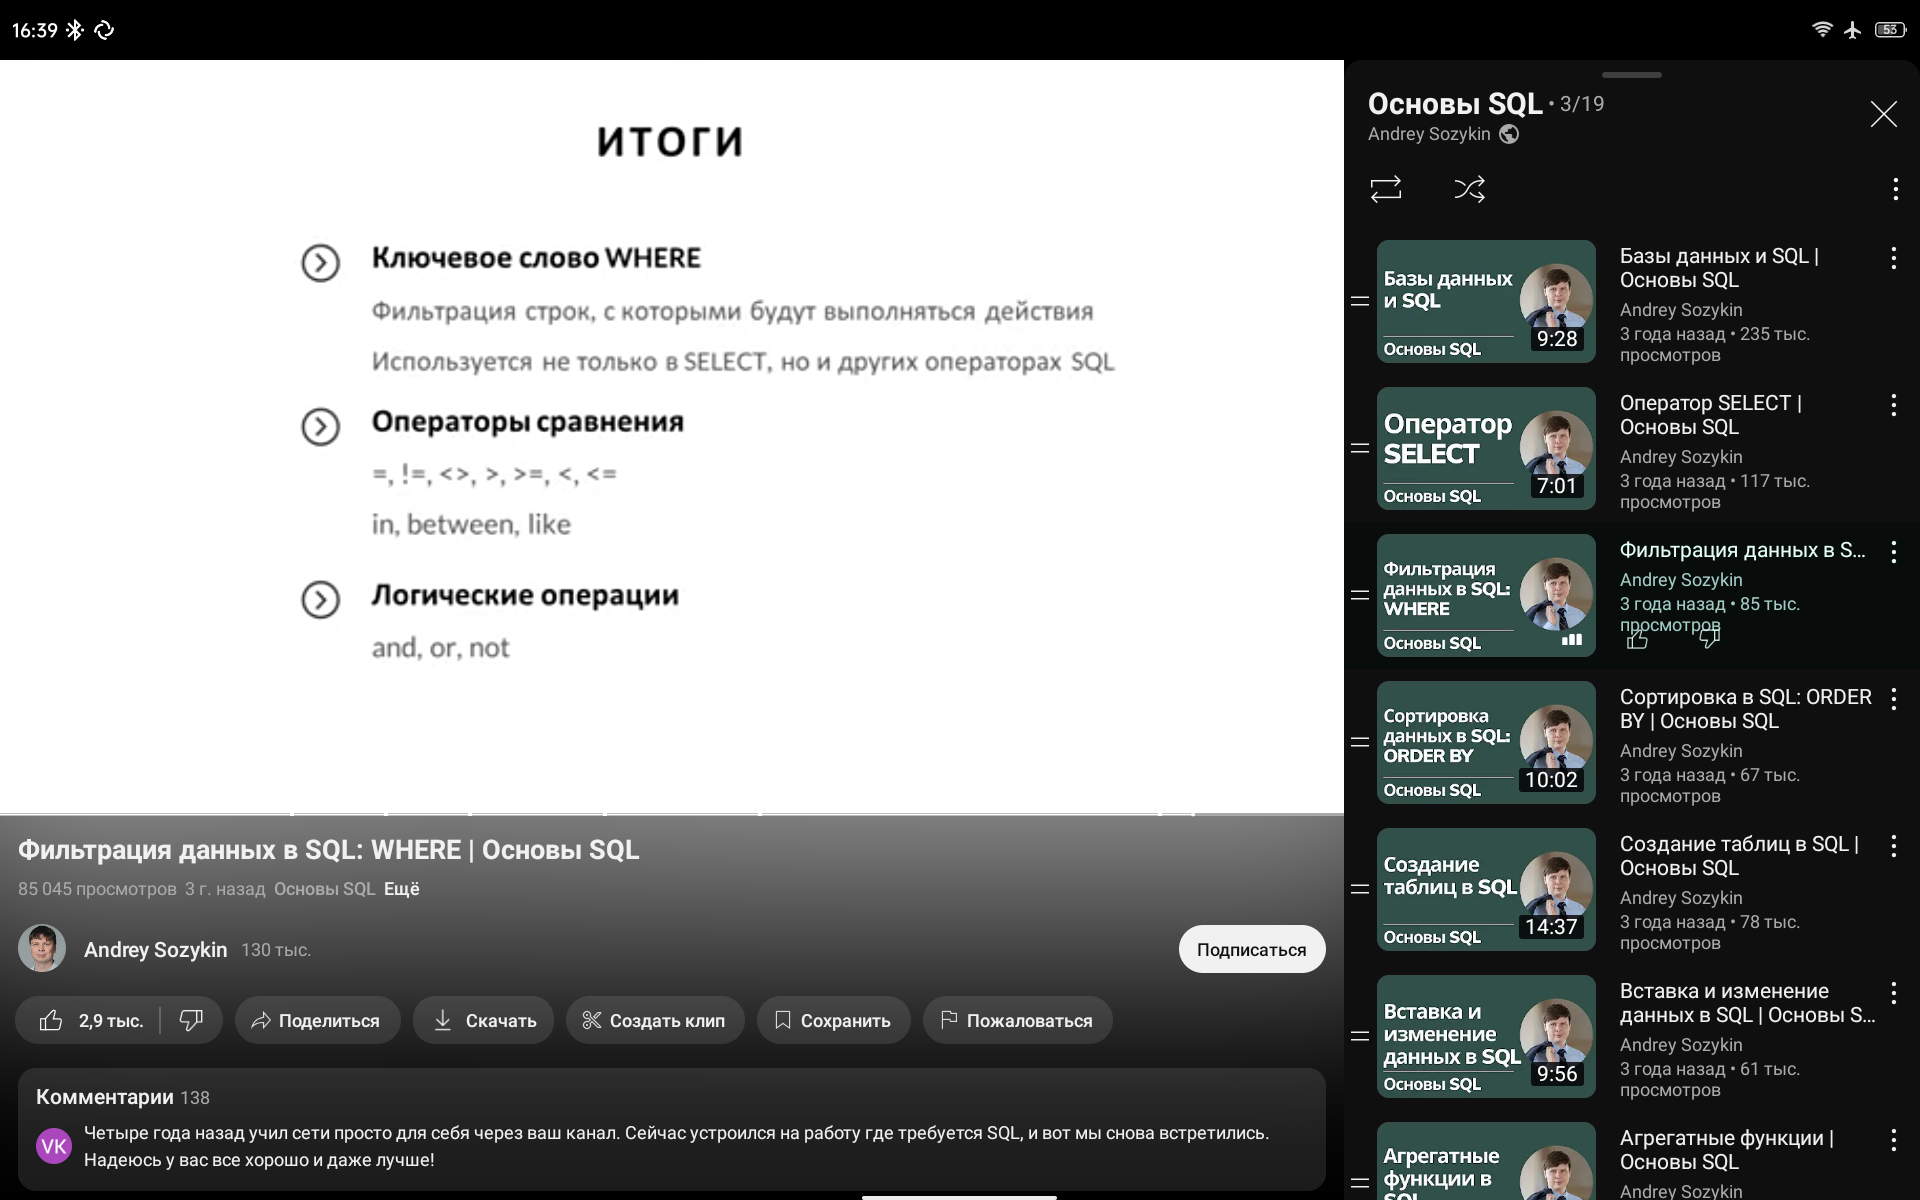 16:39
53
ИТОГИ
Ключевое слово WHERE
Фильтрация строк, с которыми будут выполняться действия
Используется не только в SELECT, но и других операторах SQL
Операторы сравнения
=, !=, <>, >, >=, <, <=
in, between, like
Логические операции
and, or, not
Фильтрация данных в SQL: WHERE | Основы SQL
85 045 просмотров 3 г. назад Основы SQL Ещё
Andrey Sozykin 130 тыс.
Подписаться
2,9 тыс.
Поделиться
Скачать
Создать клип
Сохранить
Пожаловаться
Комментарии 138
VK
Четыре года назад учил сети просто для себя через ваш канал. Сейчас устроился на работу где требуется SQL, и вот мы снова встретились.
Надеюсь у вас все хорошо и даже лучше!
Основы SQL • 3/19
Andrey Sozykin
Базы данных
и SQL
9:28
Основы SQL
Базы данных и SQL |
Основы SQL
Andrey Sozykin
3 года назад • 235 тыс.
просмотров
Оператор
SELECT
7:01
Основы SQL
Оператор SELECT |
Основы SQL
Andrey Sozykin
3 года назад • 117 тыс.
просмотров
Фильтрация
данных в SQL:
WHERE
Основы SQL
Фильтрация данных в S...
Andrey Sozykin
3 года назад • 85 тыс.
просмотров
Сортировка
данных в SQL:
ORDER BY
10:02
Основы SQL
Сортировка в SQL: ORDER
BY | Основы SQL
Andrey Sozykin
3 года назад • 67 тыс.
просмотров
Создание
таблиц в SQL
14:37
Основы SQL
Создание таблиц в SQL |
Основы SQL
Andrey Sozykin
3 года назад • 78 тыс.
просмотров
Вставка и
изменение
данных в SQL
9:56
Основы SQL
Вставка и изменение
данных в SQL | Основы S...
Andrey Sozykin
3 года назад • 61 тыс.
просмотров
Агрегатные
функции в
SQL
Агрегатные функции |
Основы SQL
Andrey Sozykin